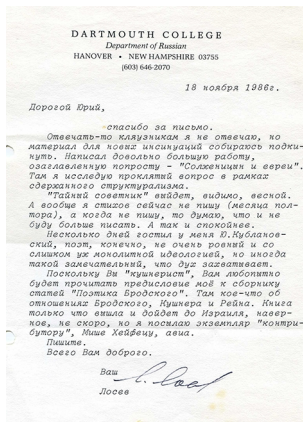 DARTMOUTH COLLEGE
Department of Russian
HANOVER • NEW HAMPSHIRE 03755
(603) 646-2070
18 ноября 1986г.
Дорогой Юрий,
спасибо за письмо.
Отвечать-то кляузникам я не отвечаю, но
материал для новых инсинуаций собираюсь подки-
нуть. Написал довольно большую работу,
озаглавленную попросту - "Солженицын и евреи".
Там я исследую проклятый вопрос в рамках
сдержанного структурализма.
"Тайный советник" выйдет, видимо, весной.
А вообще я стихов сейчас не пишу (месяца пол-
тора), а когда не пишу, то думаю, что и не
буду больше писать. А так и спокойнее.
Несколько дней гостил у меня Ю.Кубланов-
ский, поэт, конечно, не очень ровный и со
слишком уж монолитной идеологией, но иногда
такой замечательный, что дух захватывает.
Поскольку Вы "кушнерист", Вам любопытно
будет прочитать предисловие моё к сборнику
статей "Поэтика Бродского". Там кое-что об
отношениях Бродского, Кушнера и Рейна. Книга
только что вышла и дойдет до Израиля, навер-
ное, не скоро, но я посылаю экземпляр "контри-
бутору", Мише Хейфецу, авиа.
Пишите.
Всего Вам доброго.
Ваш
Лосев